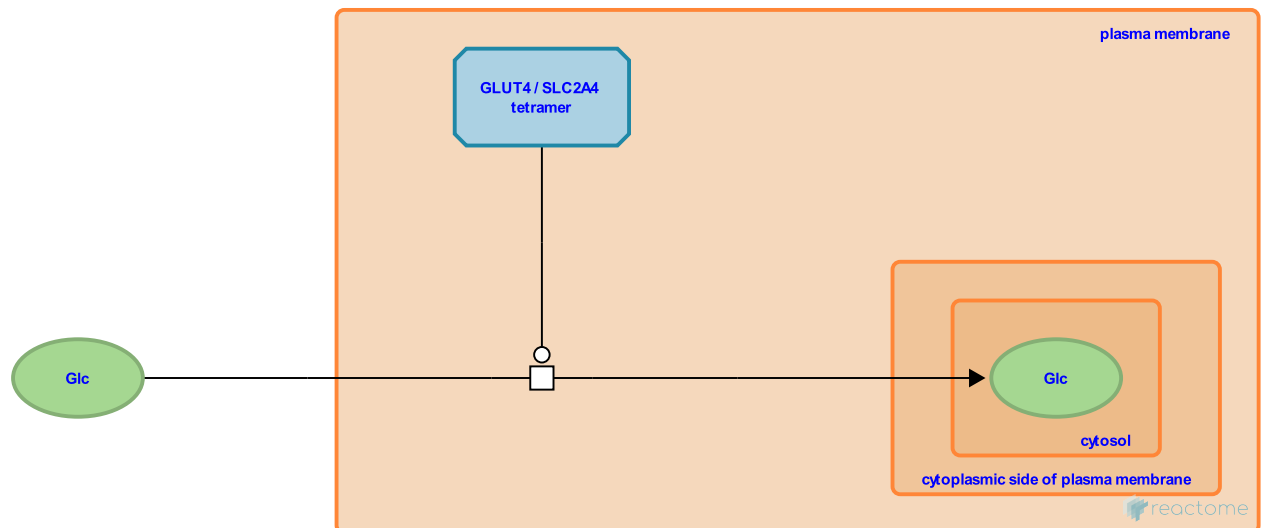 plasma membrane
GLUT4 / SLC2A4
tetramer
Glc
Glc
cytosol
cytoplasmic side of plasma membrane
reactome